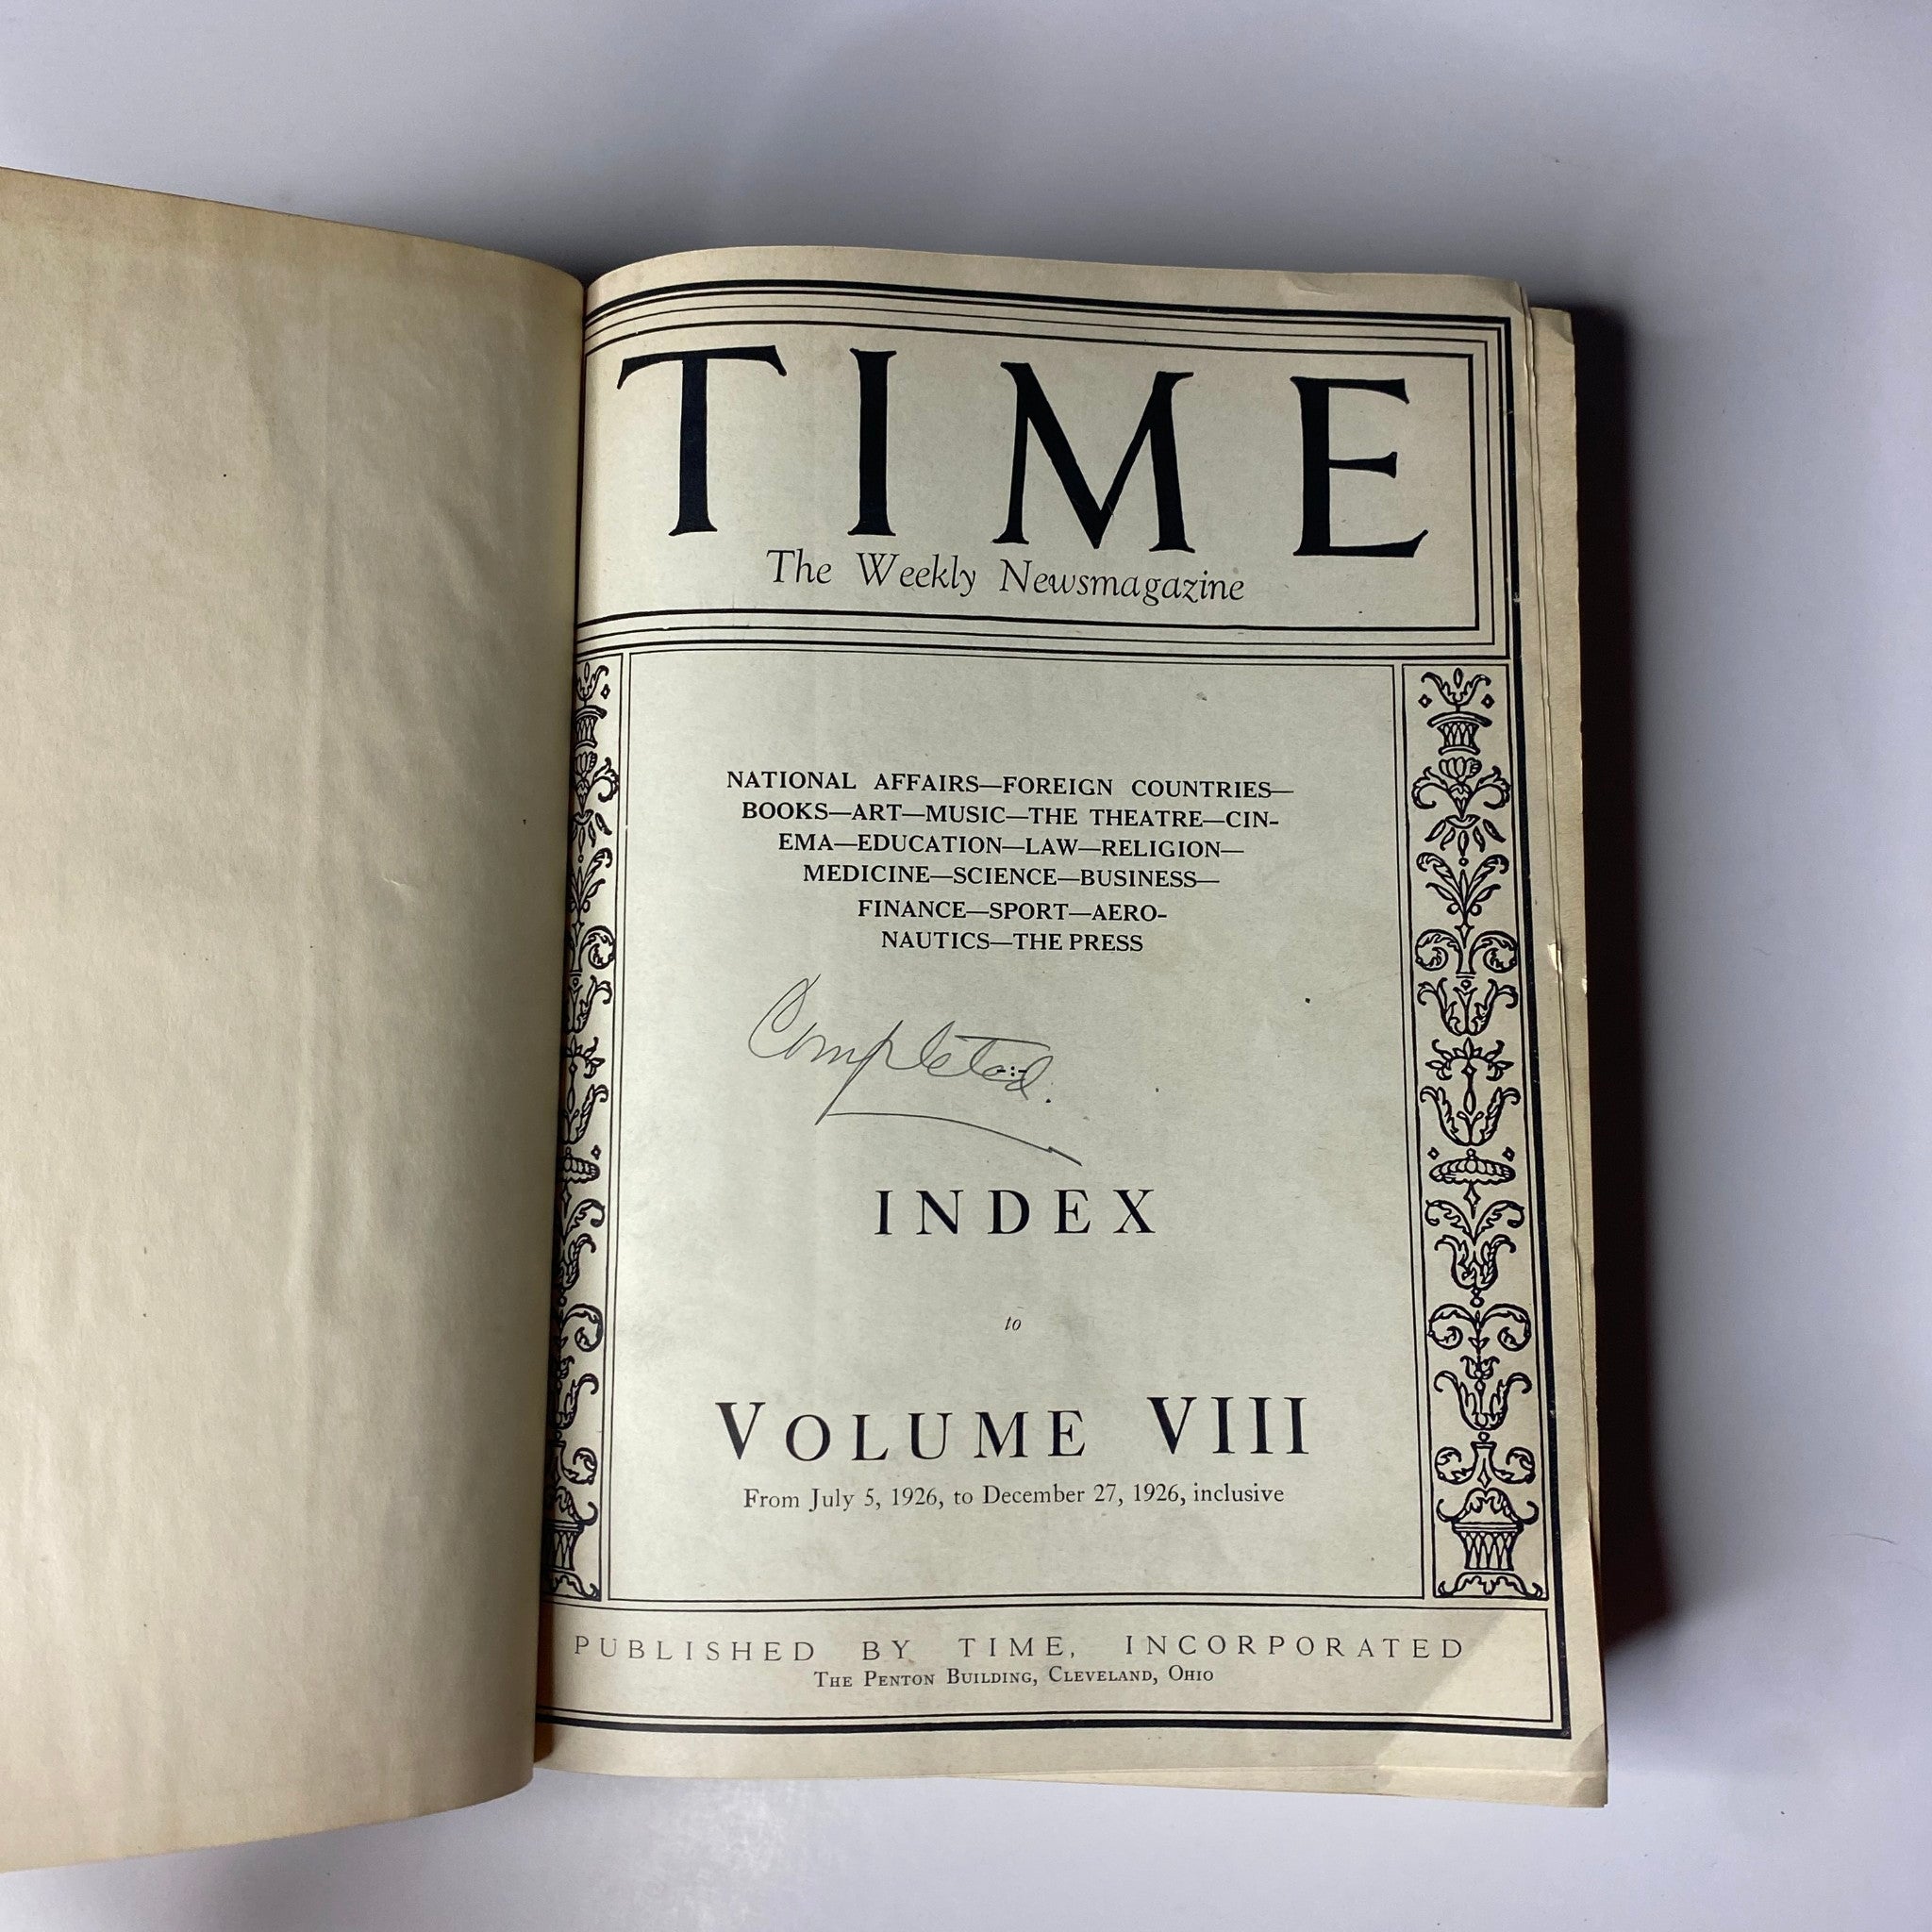 TIME
The Weekly Newsmagazine
NATIONAL AFFAIRS—FOREIGN COUNTRIES—
BOOKS—ART—MUSIC—THE THEATRE—CIN-
EMA—EDUCATION—LAW—RELIGION—
MEDICINE—SCIENCE—BUSINESS—
FINANCE—SPORT—AERO-
NAUTICS—THE PRESS
Completed.
INDEX
to
VOLUME VIII
From July 5, 1926, to December 27, 1926, inclusive
PUBLISHED BY TIME, INCORPORATED
THE PENTON BUILDING, CLEVELAND, OHIO